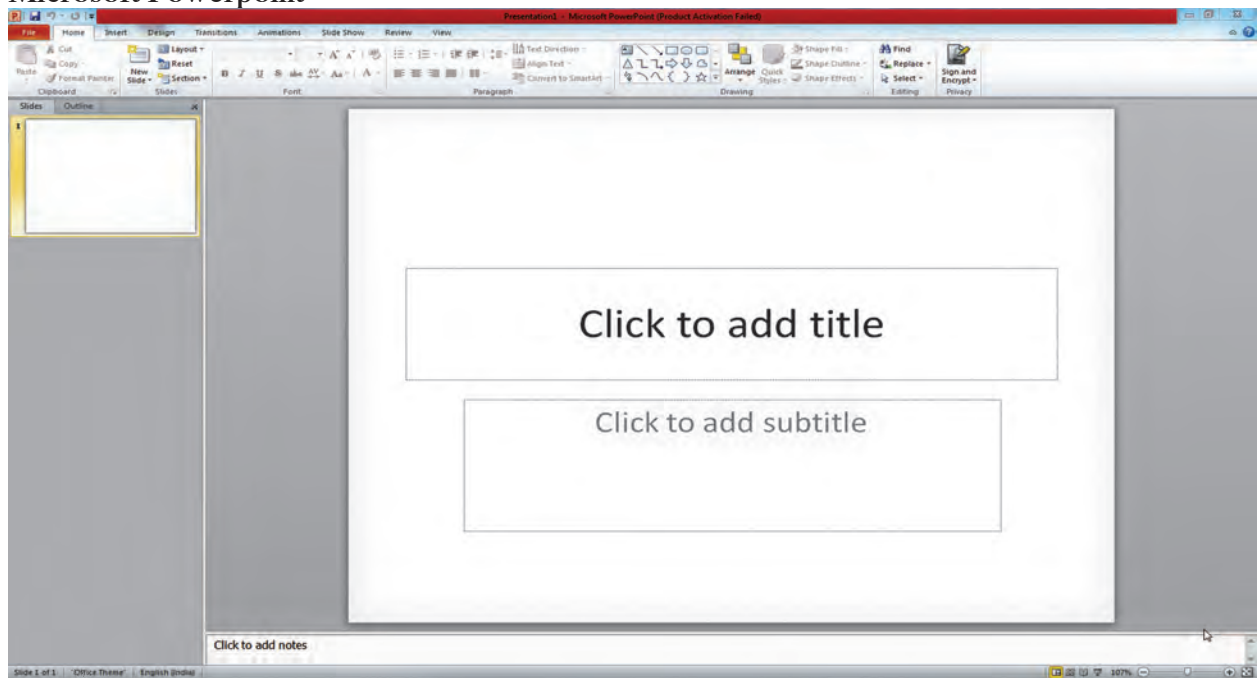 Microsoft Powerpoint
Presentation1 - Microsoft PowerPoint (Product Activation Failed)
File Home Insert Design Transitions Animations Slide Show Review View
Cut
Copy
Format Painter
Paste
Clipboard
New Slide
Layout
Reset
Section
Slides
B I U S abc AV Aa A
Font
Text Direction
Align Text
Convert to SmartArt
Paragraph
Arrange
Quick Styles
Shape Fill
Shape Outline
Shape Effects
Drawing
Find
Replace
Select
Editing
Sign and Encrypt
Privacy
Slides Outline
1
Click to add title
Click to add subtitle
Click to add notes
Slide 1 of 1 "Office Theme" English (India) 107%